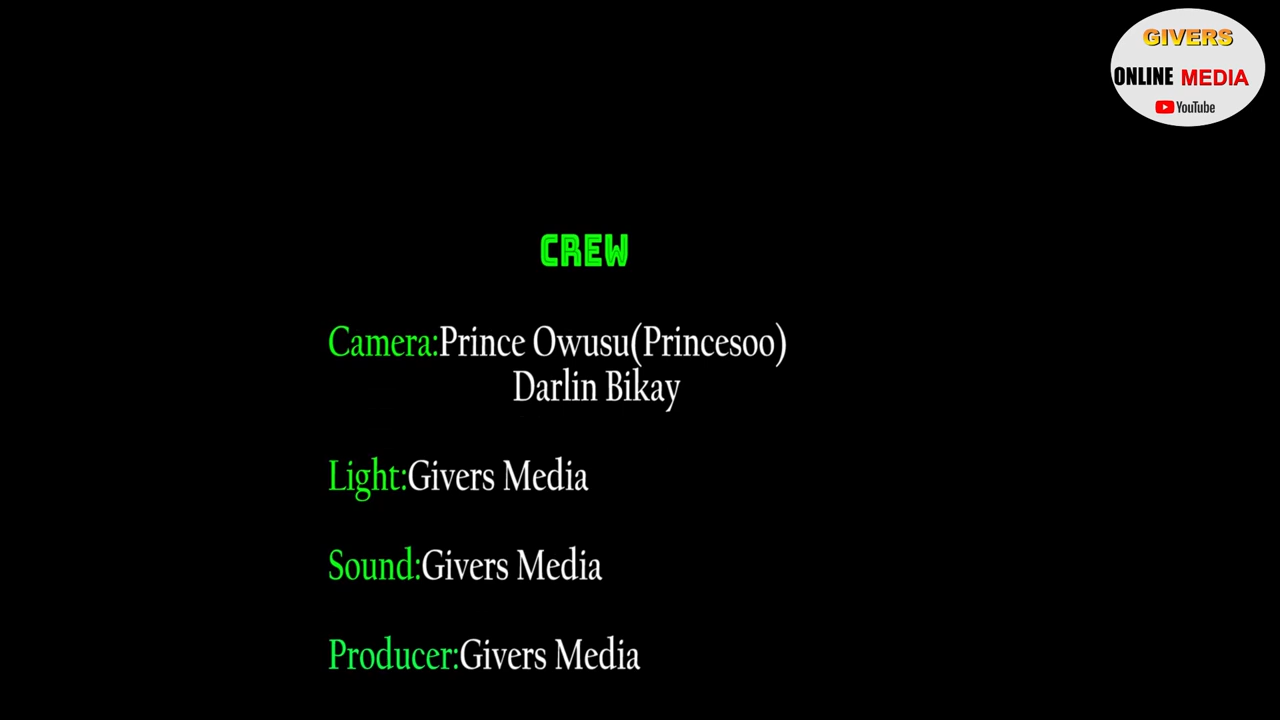 GIVERS
ONLINE MEDIA
YouTube
CREW
Camera:Prince Owusu(Princesoo)
Darlin Bikay
Light:Givers Media
Sound:Givers Media
Producer:Givers Media